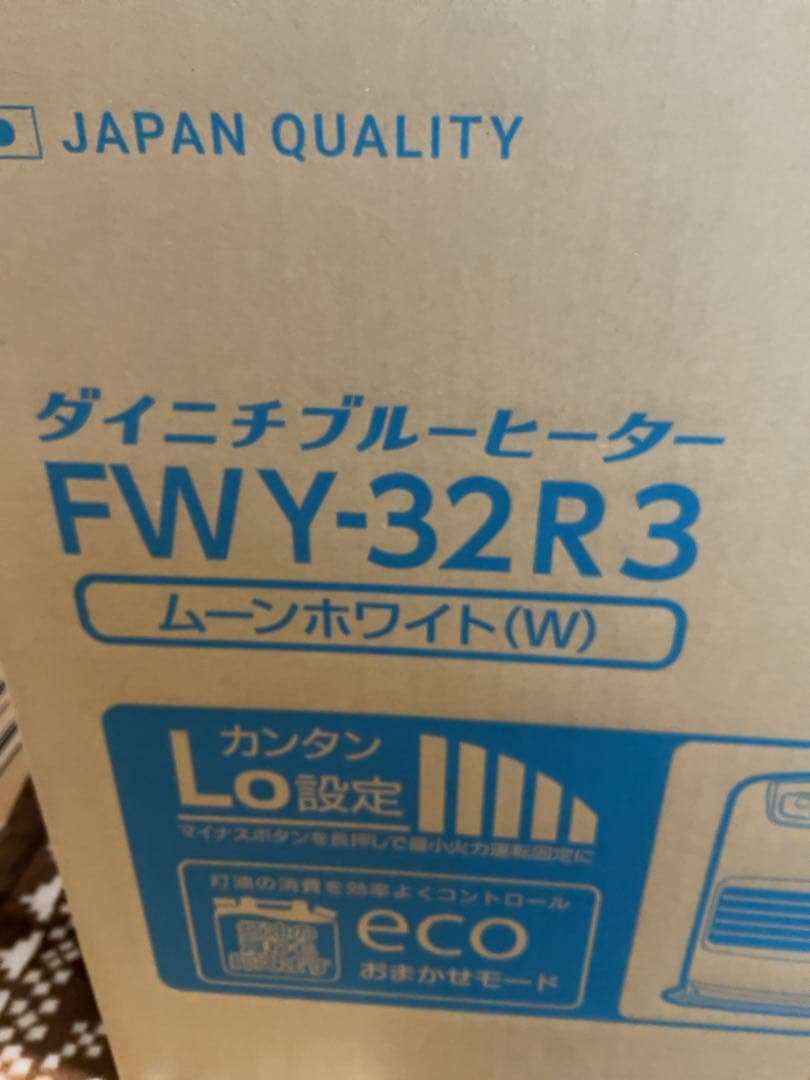 JAPAN QUALITY
ダイニチブルーヒーター
FWY-32R3
ムーンホワイト(W)
カンタン
Lo設定
マイナスボタンを長押しで最小火力運転固定に
灯油の消費を効率よくコントロール
eco
おまかせモード